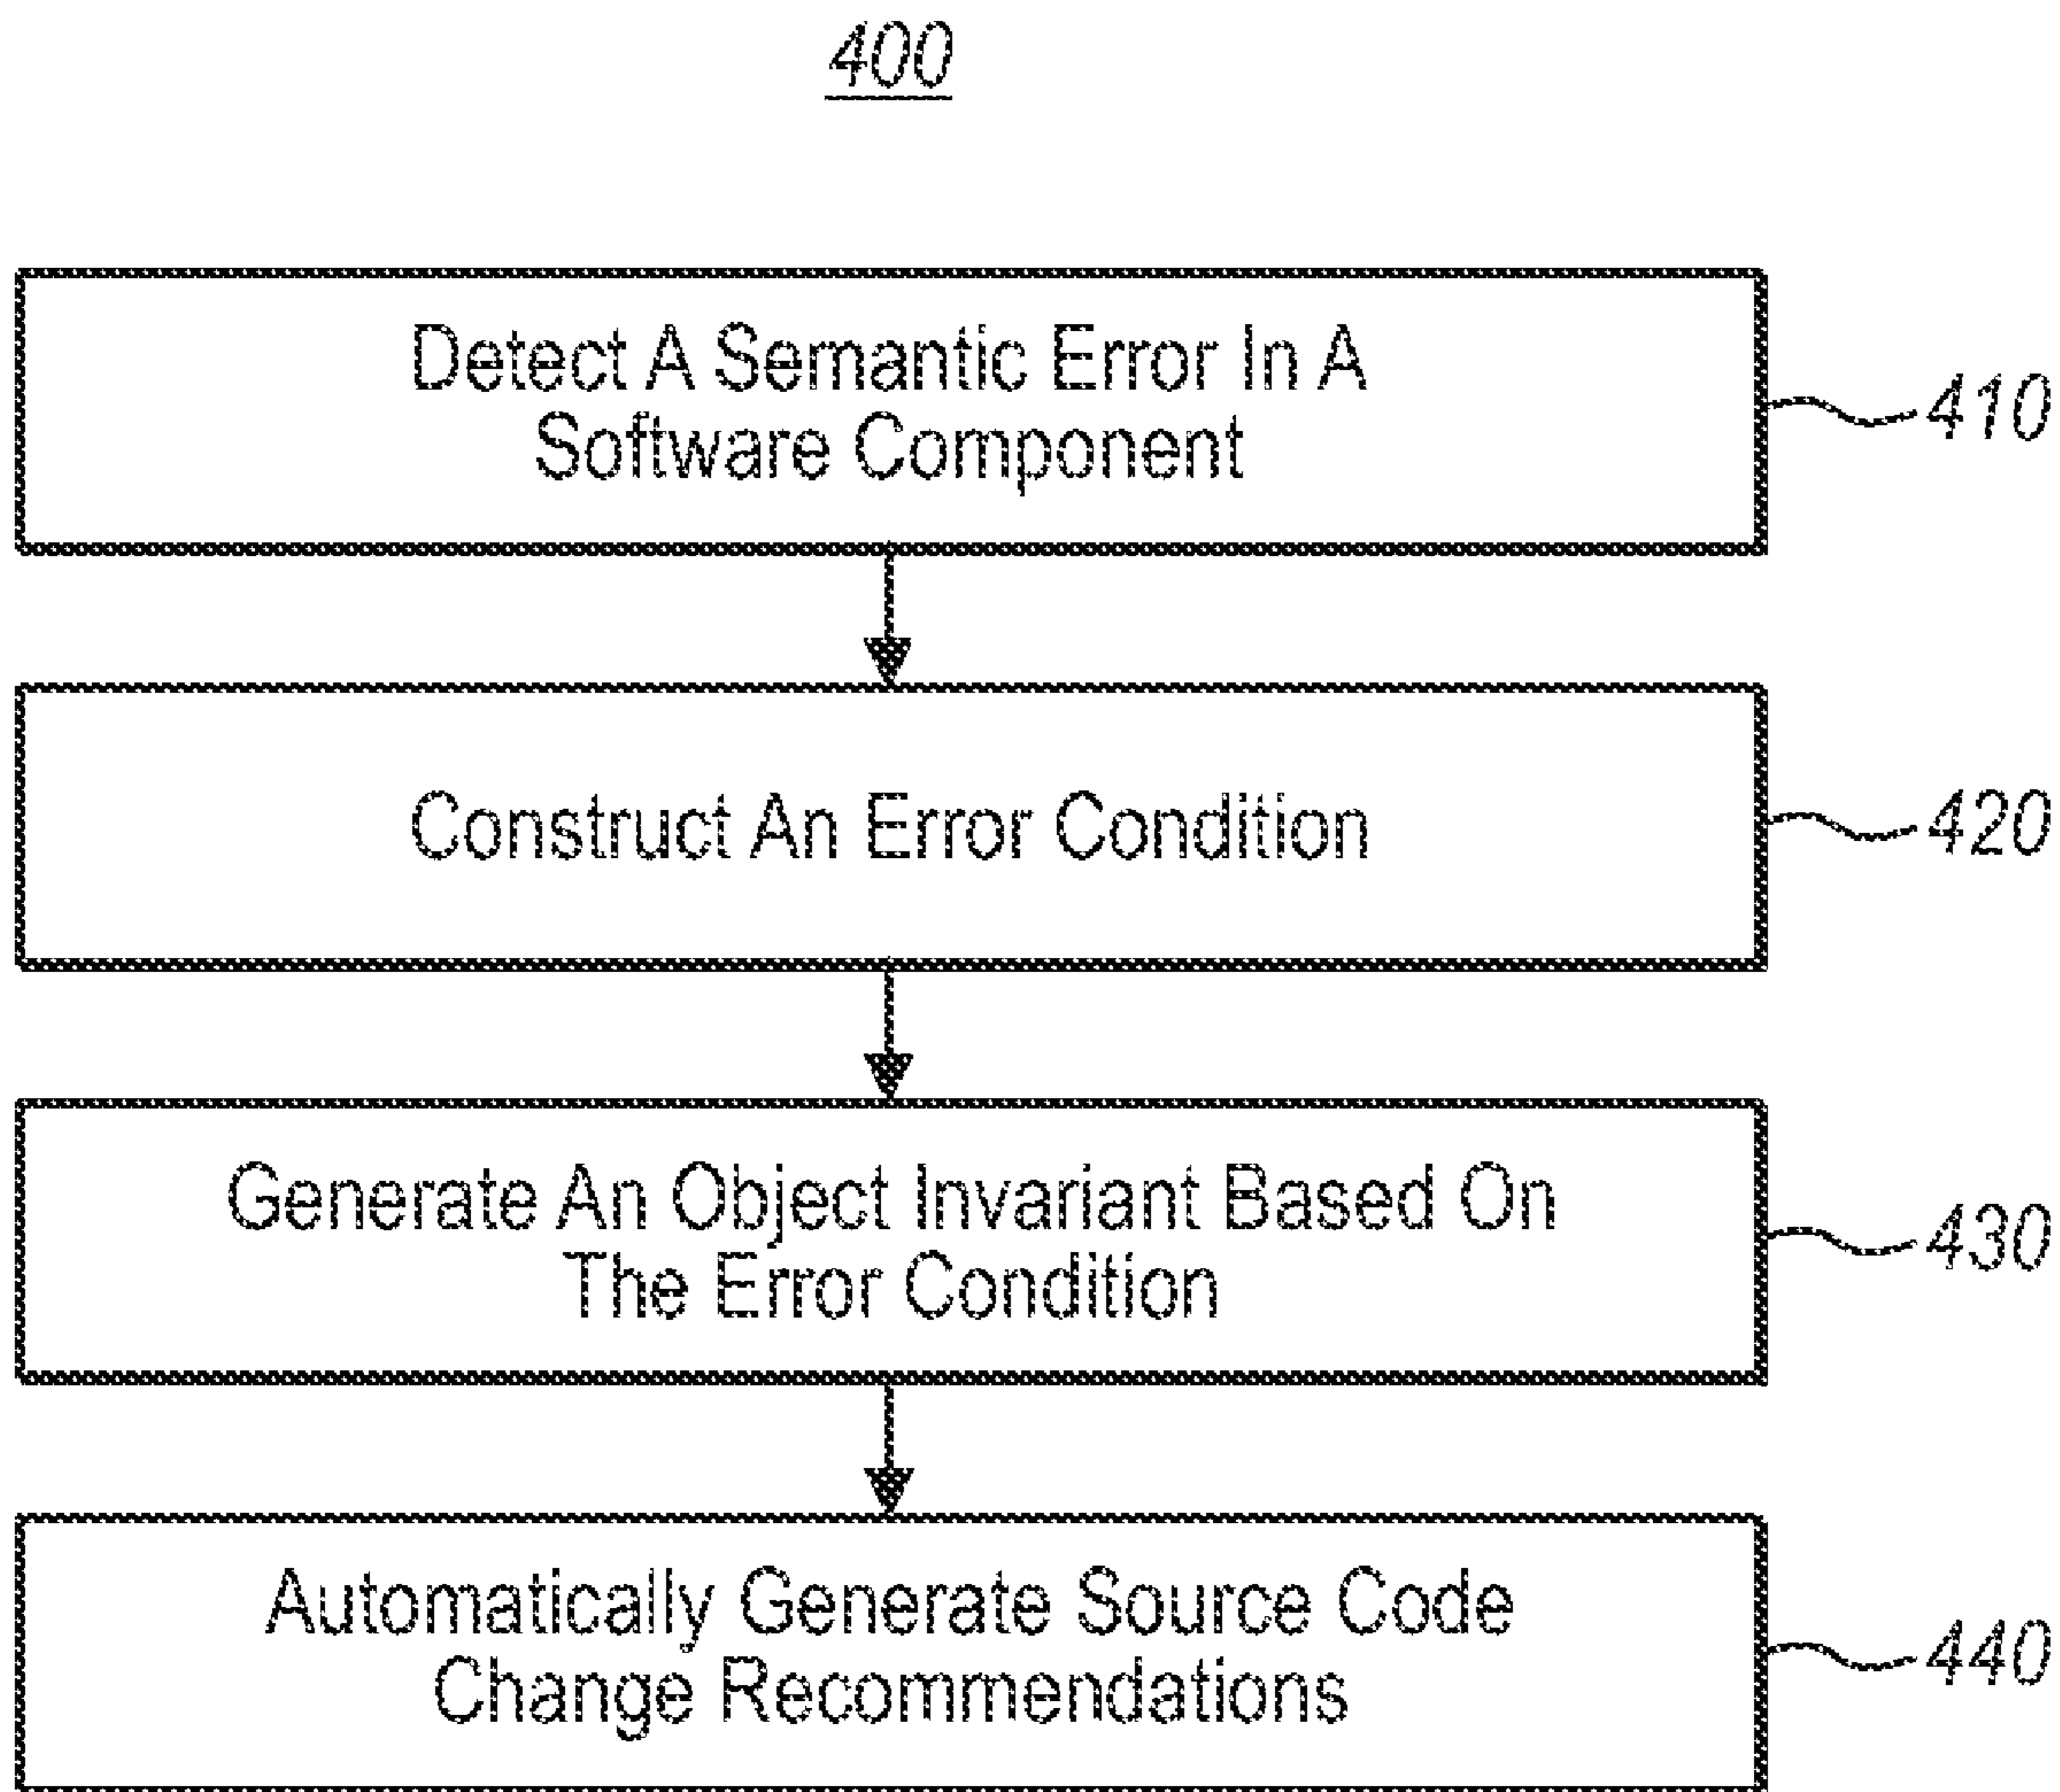 400
Detect A Semantic Error In A
Software Component
410
Construct An Error Condition
420
Generate An Object Invariant Based On
The Error Condition
430
Automatically Generate Source Code
Change Recommendations
440